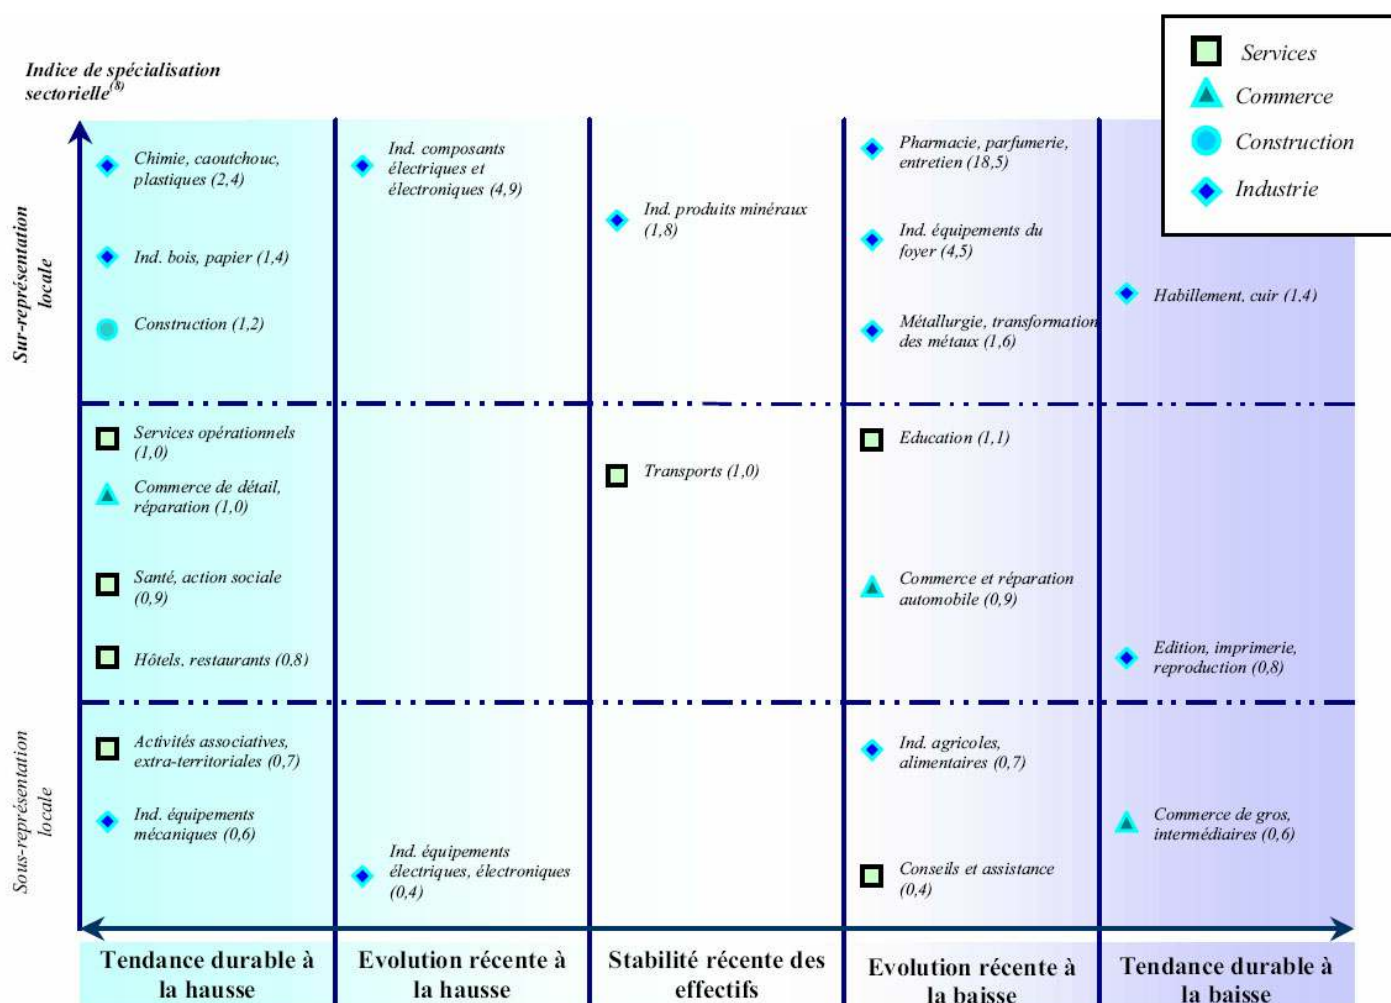 Indice de spécialisation
sectorielle(8)
Services
Commerce
Construction
Industrie
Sur-représentation
locale
Chimie, caoutchouc,
plastiques (2,4)
Ind. bois, papier (1,4)
Construction (1,2)
Ind. composants
électriques et
électroniques (4,9)
Ind. produits minéraux
(1,8)
Pharmacie, parfumerie,
entretien (18,5)
Ind. équipements du
foyer (4,5)
Métallurgie, transformation
des métaux (1,6)
Habillement, cuir (1.4)
Services opérationnels
(1,0)
Commerce de détail,
réparation (1,0)
Santé, action sociale
(0,9)
Hôtels, restaurants (0,8)
Transports (1,0)
Education (1,1)
Commerce et réparation
automobile (0,9)
Edition, imprimerie,
reproduction (0,8)
Sous-représentation
locale
Activités associatives,
extra-territoriales (0,7)
Ind. équipements
mécaniques (0,6)
Ind. équipements
électriques, électroniques
(0,4)
Ind. agricoles,
alimentaires (0,7)
Conseils et assistance
(0,4)
Commerce de gros,
intermédiaires (0,6)
Tendance durable à
la hausse
Evolution récente à
la hausse
Stabilité récente des
effectifs
Evolution récente à
la baisse
Tendance durable à
la baisse